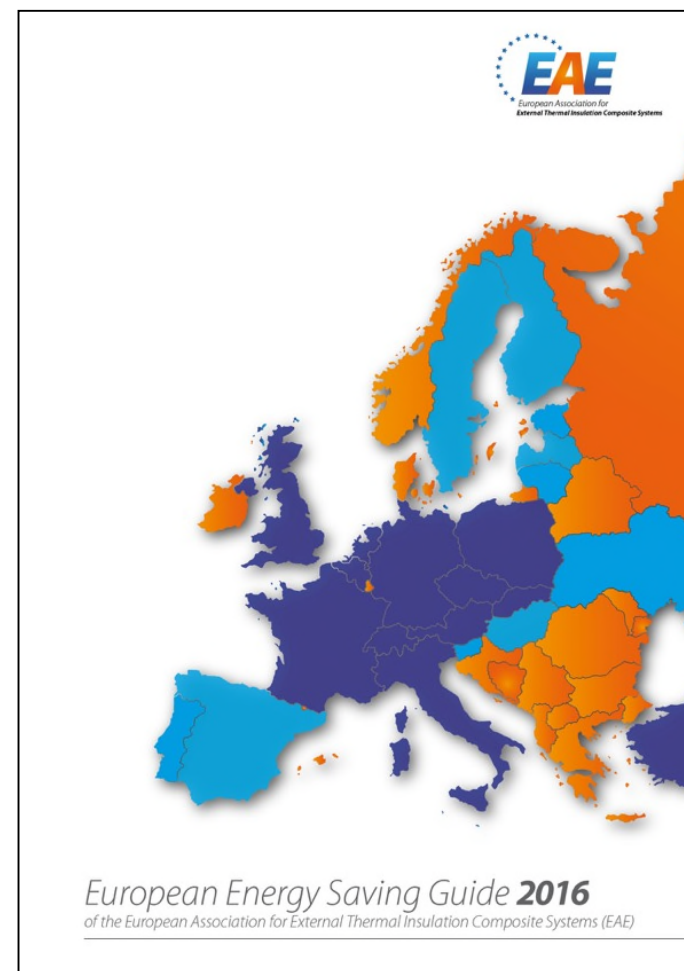 EAE
European Association for
External Thermal Insulation Composite Systems
European Energy Saving Guide 2016
of the European Association for External Thermal Insulation Composite Systems (EAE)